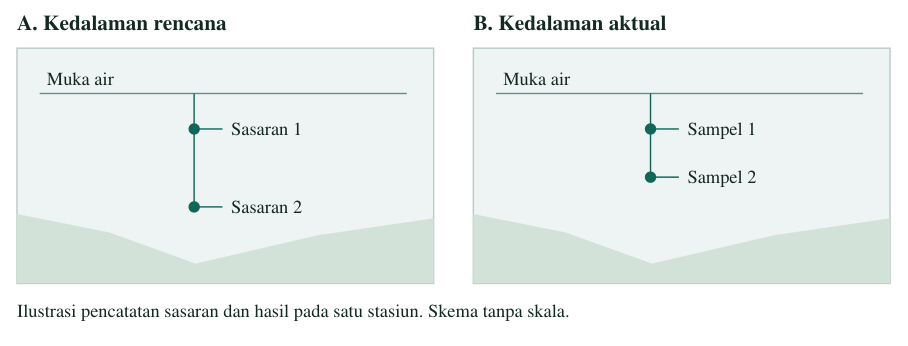 A. Kedalaman rencana
Muka air
Sasaran 1
Sasaran 2
B. Kedalaman aktual
Muka air
Sampel 1
Sampel 2
Ilustrasi pencatatan sasaran dan hasil pada satu stasiun. Skema tanpa skala.